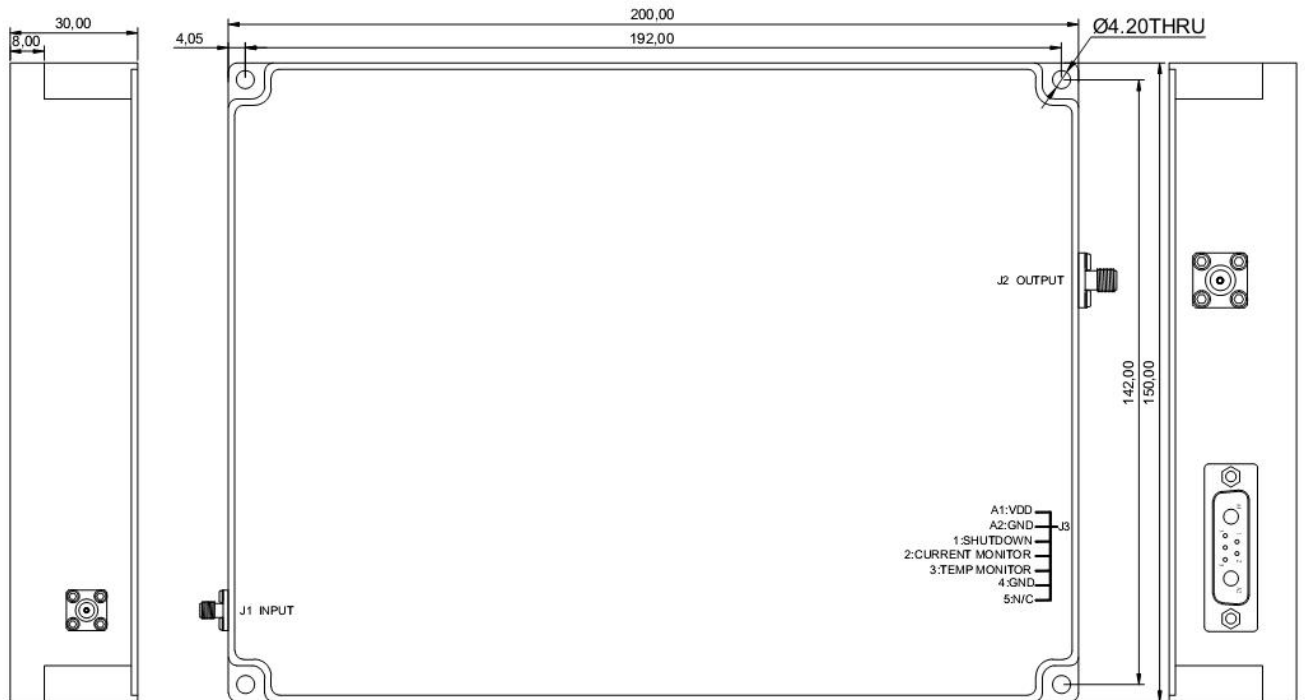 200,00
30,00
Ø4.20THRU
8,00
4,05
192,00
J2 OUTPUT
142,00
150,00
A1:VDD
A2:GND
J3
1:SHUTDOWN
2:CURRENT MONITOR
3:TEMP MONITOR
4:GND
5:N/C
J1 INPUT